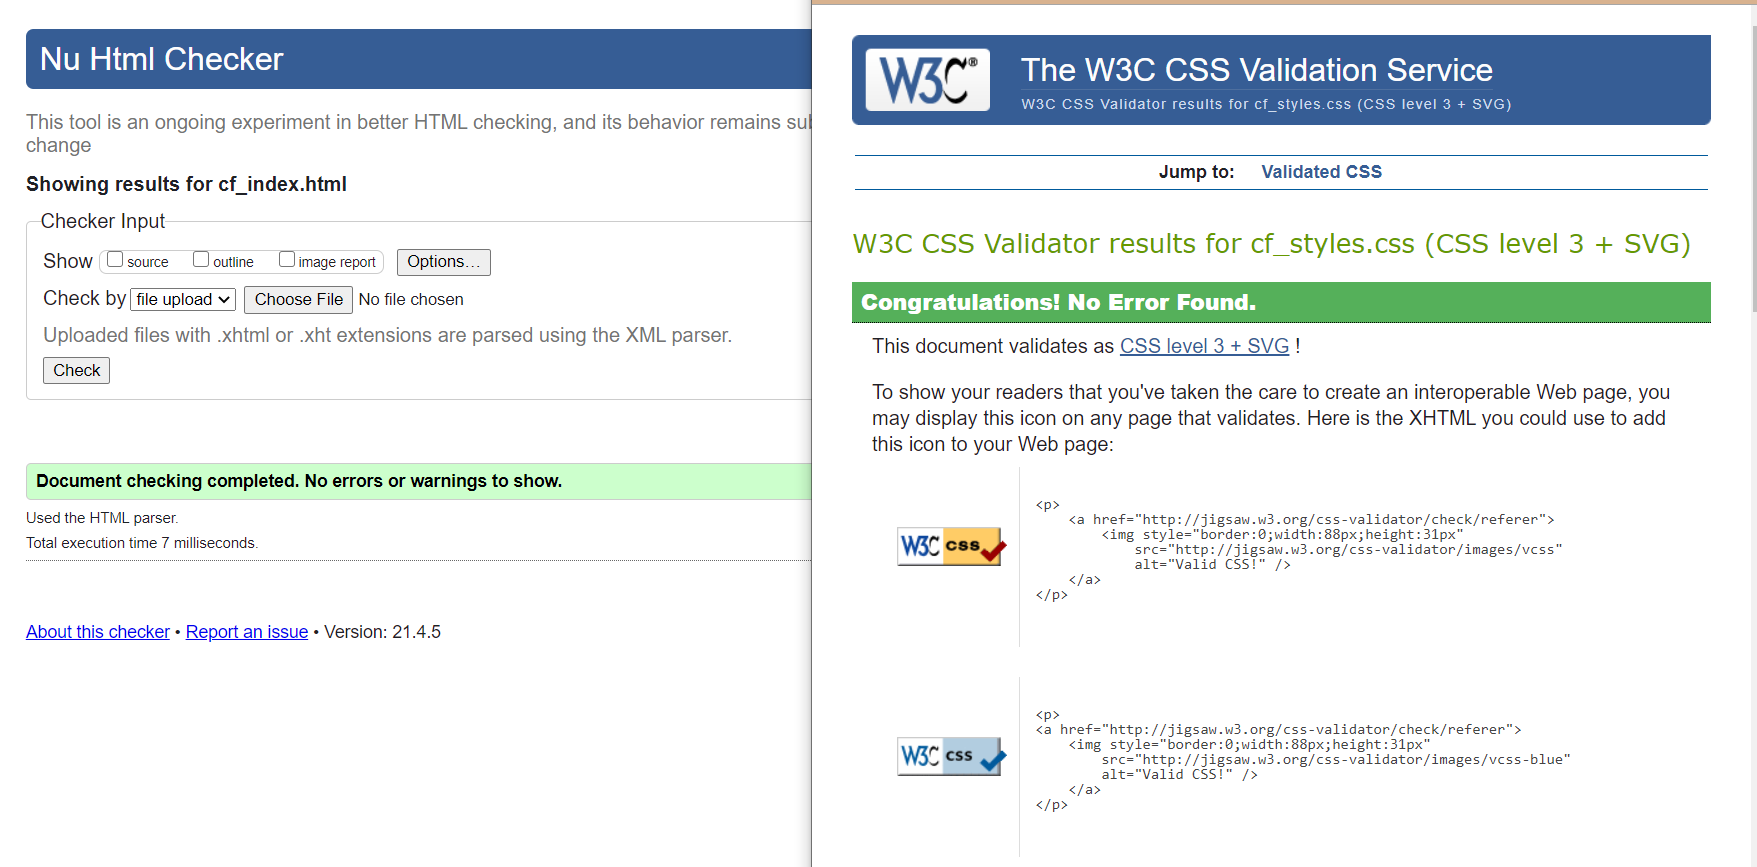 Nu Html Checker
This tool is an ongoing experiment in better HTML checking, and its behavior remains
change
Showing results for cf_index.html
Checker Input
Show source outline image report Options...
Check by file upload Choose File No file chosen
Uploaded files with .xhtml or .xht extensions are parsed using the XML parser.
Check
Document checking completed. No errors or warnings to show.
Used the HTML parser.
Total execution time 7 milliseconds.
About this checker • Report an issue • Version: 21.4.5
W3C®
The W3C CSS Validation Service
W3C CSS Validator results for cf_styles.css (CSS level 3 + SVG)
Jump to: Validated CSS
W3C CSS Validator results for cf_styles.css (CSS level 3 + SVG)
Congratulations! No Error Found.
This document validates as CSS level 3 + SVG !
To show your readers that you've taken the care to create an interoperable Web page, you
may display this icon on any page that validates. Here is the XHTML you could use to add
this icon to your Web page:
W3C css
<p>
<a href="http://jigsaw.w3.org/css-validator/check/referer">
<img style="border:0;width:88px;height:31px"
src="http://jigsaw.w3.org/css-validator/images/vcss"
alt="Valid CSS!" />
</a>
</p>
W3C css
<p>
<a href="http://jigsaw.w3.org/css-validator/check/referer">
<img style="border:0;width:88px;height:31px"
src="http://jigsaw.w3.org/css-validator/images/vcss-blue"
alt="Valid CSS!" />
</a>
</p>